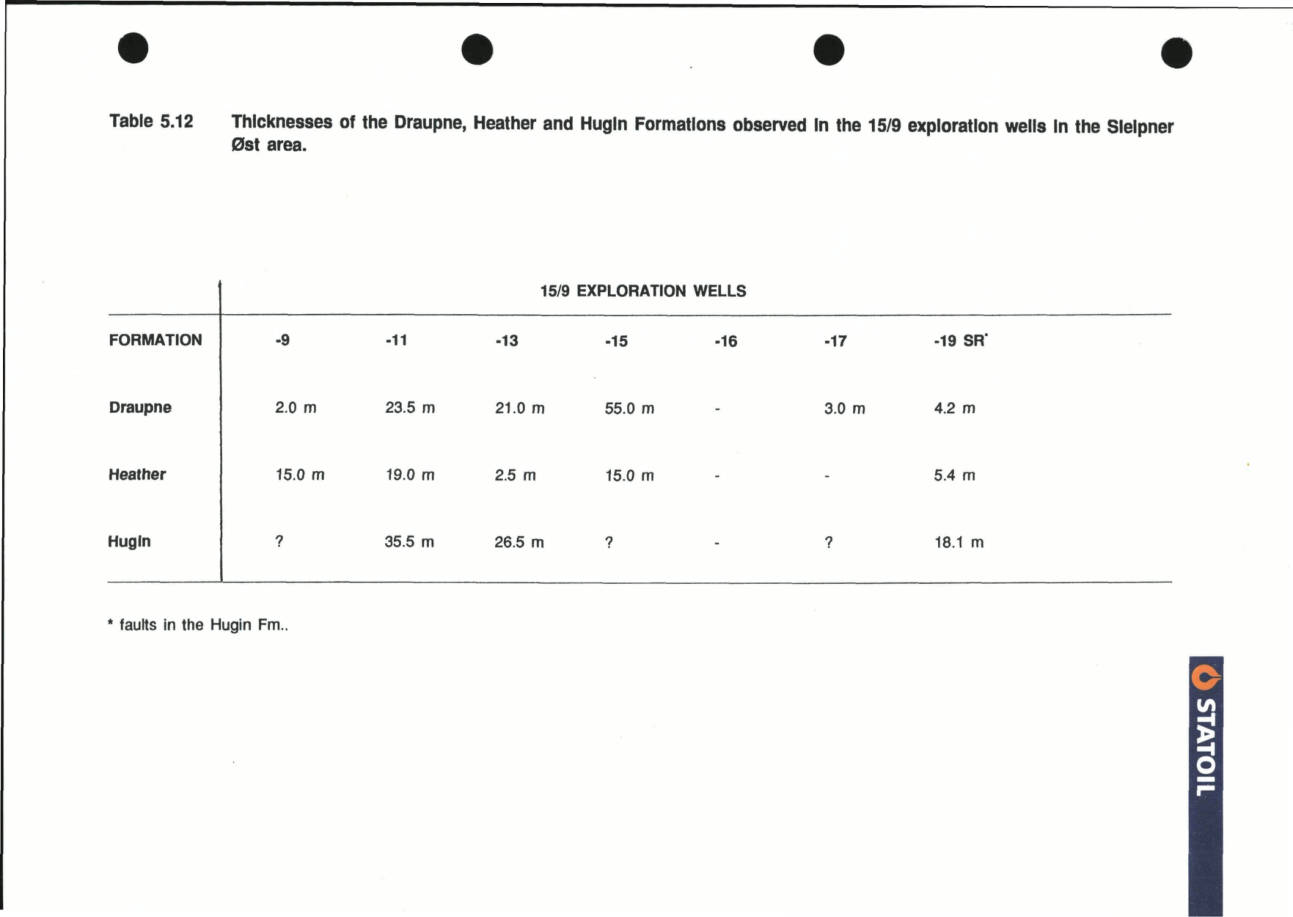 Table 5.12 Thicknesses of the Draupne, Heather and Hugin Formations observed in the 15/9 exploration wells in the Sleipner
Øst area.
15/9 EXPLORATION WELLS
FORMATION -9 -11 -13 -15 -16 -17 -19 SR*
Draupne 2.0 m 23.5 m 21.0 m 55.0 m - 3.0 m 4.2 m
Heather 15.0 m 19.0 m 2.5 m 15.0 m - - 5.4 m
Hugin ? 35.5 m 26.5 m ? - ? 18.1 m
* faults in the Hugin Fm..
STATOIL